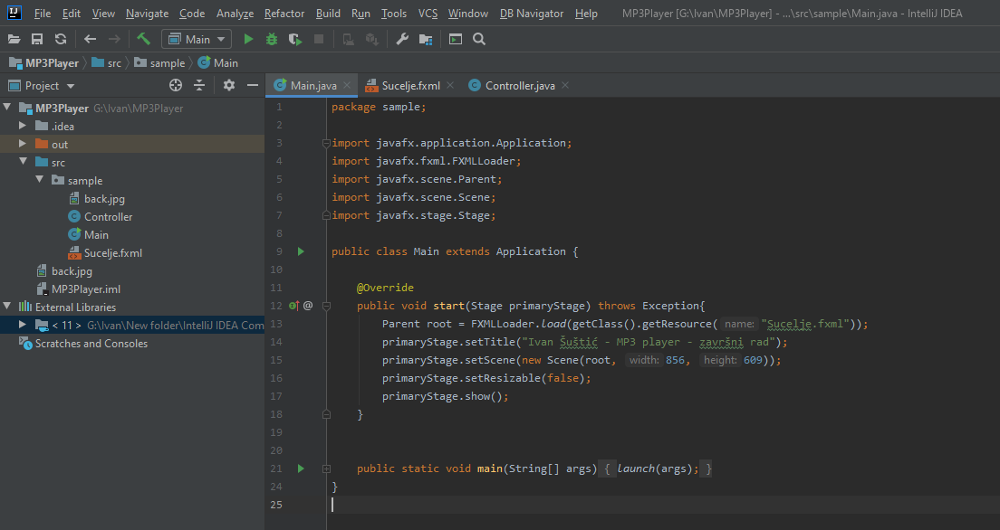 File Edit View Navigate Code Analyze Refactor Build Run Tools VCS Window DB Navigator Help MP3Player [G:\Ivan\MP3Player] - ...\src\sample\Main.java - IntelliJ IDEA
Main
MP3Player src sample Main
Project
Main.java Sucelje.fxml Controller.java
MP3Player G:\Ivan\MP3Player
.idea
out
src
sample
back.jpg
Controller
Main
Sucelje.fxml
back.jpg
MP3Player.iml
External Libraries
< 11 > G:\Ivan\New folder\IntelliJ IDEA Com
Scratches and Consoles
1 package sample;
2
3 import javafx.application.Application;
4 import javafx.fxml.FXMLLoader;
5 import javafx.scene.Parent;
6 import javafx.scene.Scene;
7 import javafx.stage.Stage;
8
9 public class Main extends Application {
10
11 @Override
12 @ public void start(Stage primaryStage) throws Exception{
13 Parent root = FXMLLoader.load(getClass().getResource( name: "Sucelje.fxml"));
14 primaryStage.setTitle("Ivan Šuštić - MP3 player - završni rad");
15 primaryStage.setScene(new Scene(root, width: 856, height: 609));
16 primaryStage.setResizable(false);
17 primaryStage.show();
18 }
19
20
21 public static void main(String[] args) { launch(args); }
24 }
25